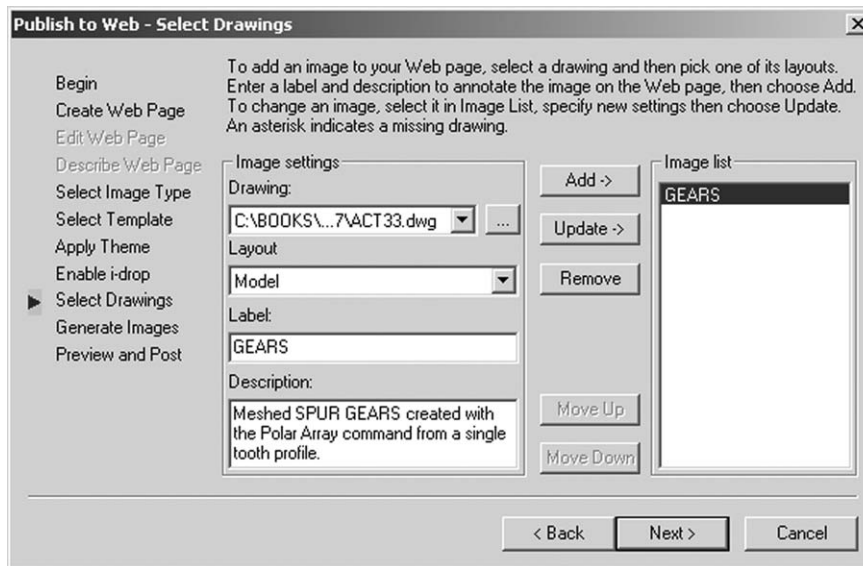 Publish to Web - Select Drawings
Begin
Create Web Page
Edit Web Page
Describe Web Page
Select Image Type
Select Template
Apply Theme
Enable i-drop
Select Drawings
Generate Images
Preview and Post
To add an image to your Web page, select a drawing and then pick one of its layouts.
Enter a label and description to annotate the image on the Web page, then choose Add.
To change an image, select it in Image List, specify new settings then choose Update.
An asterisk indicates a missing drawing.
Image settings
Drawing:
C:\BOOKS\...7\ACT33.dwg
...
Layout
Model
Label:
GEARS
Description:
Meshed SPUR GEARS created with
the Polar Array command from a single
tooth profile.
Add ->
Update ->
Remove
Move Up
Move Down
Image list
GEARS
< Back
Next >
Cancel